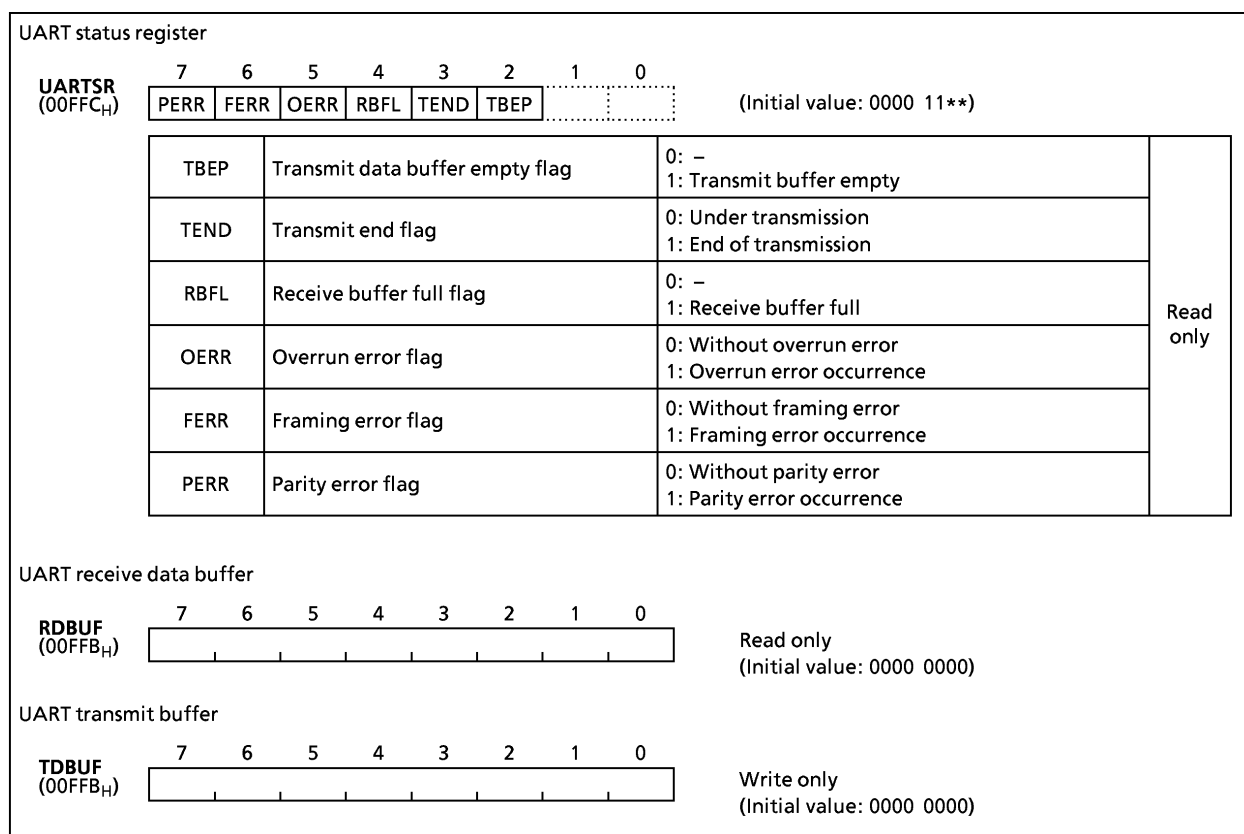 UART status register
7 6 5 4 3 2 1 0
UARTSR
(00FFCH)
PERR FERR OERR RBFL TEND TBEP
(Initial value: 0000 11**)
TBEP Transmit data buffer empty flag
0: –
1: Transmit buffer empty
TEND Transmit end flag
0: Under transmission
1: End of transmission
RBFL Receive buffer full flag
0: –
1: Receive buffer full
OERR Overrun error flag
0: Without overrun error
1: Overrun error occurrence
FERR Framing error flag
0: Without framing error
1: Framing error occurrence
PERR Parity error flag
0: Without parity error
1: Parity error occurrence
Read
only
UART receive data buffer
7 6 5 4 3 2 1 0
RDBUF
(00FFBH)
Read only
(Initial value: 0000 0000)
UART transmit buffer
7 6 5 4 3 2 1 0
TDBUF
(00FFBH)
Write only
(Initial value: 0000 0000)